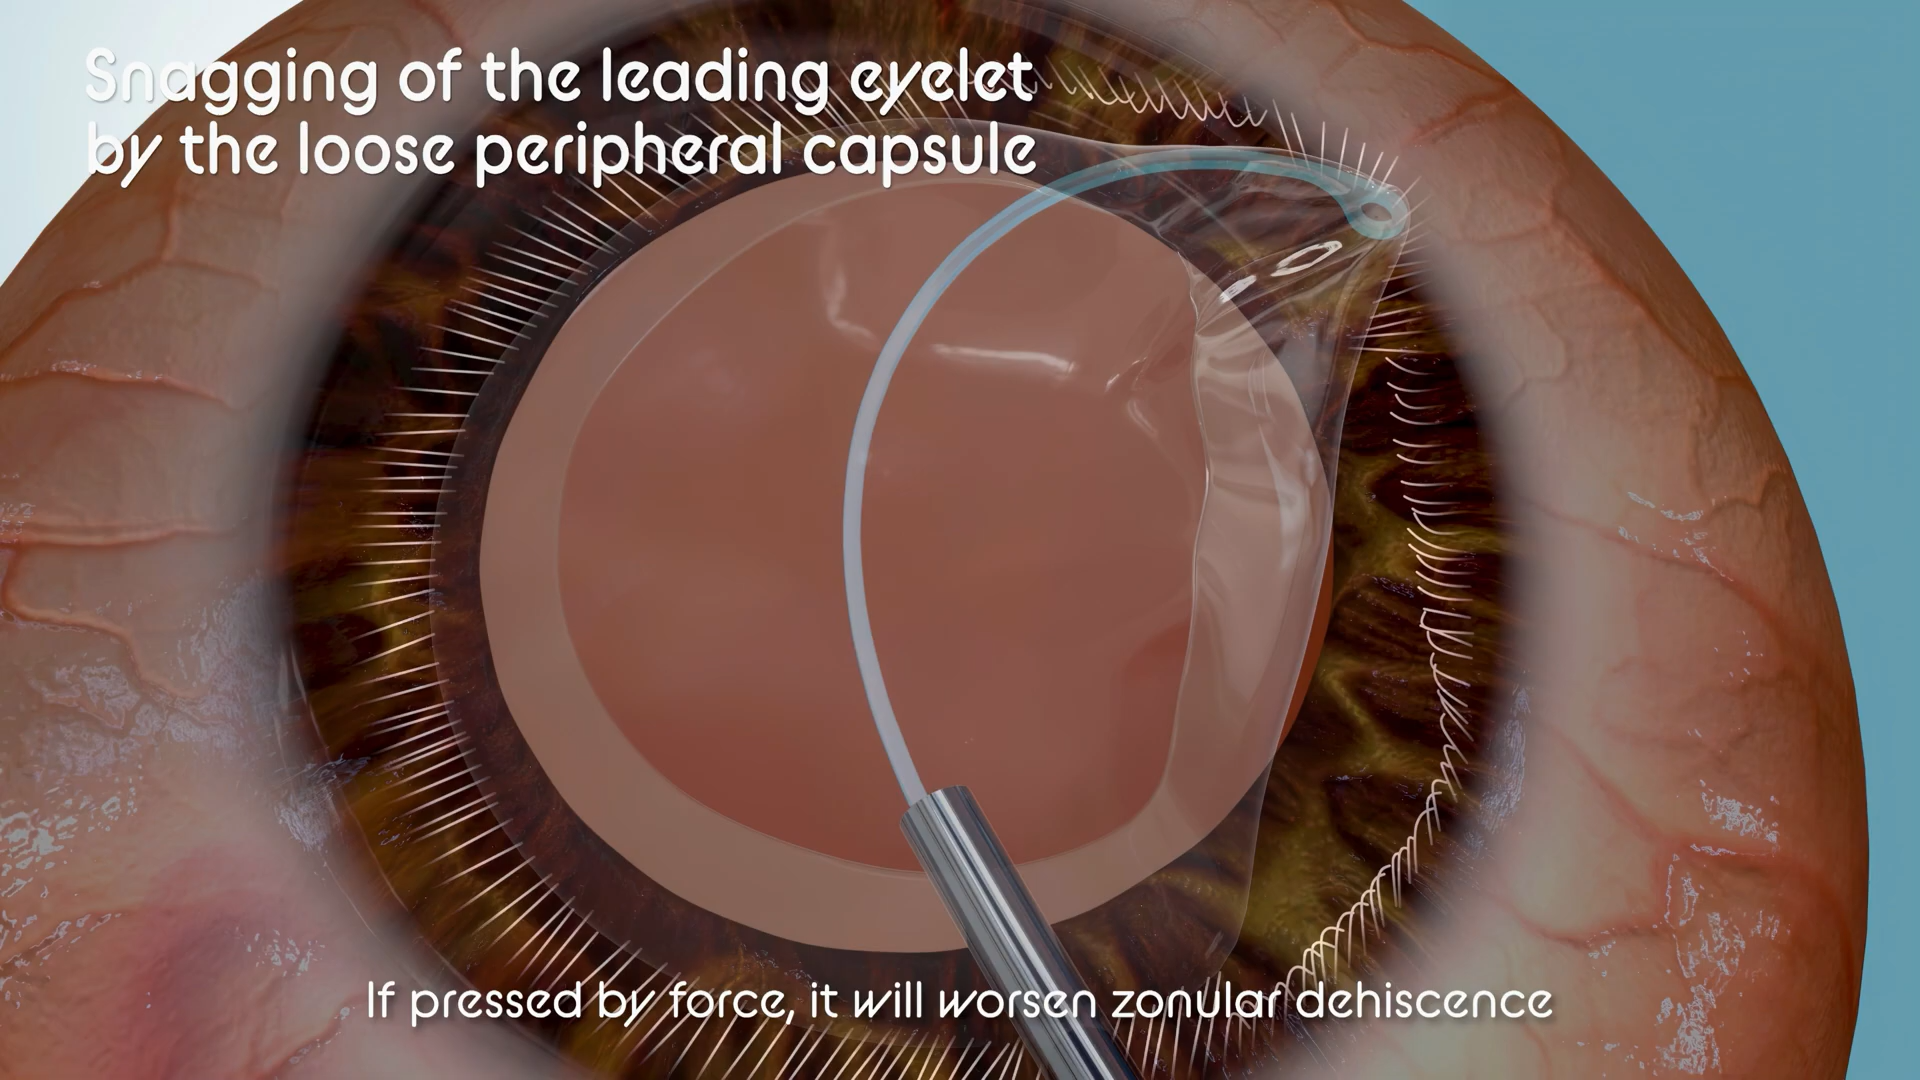 Snagging of the leading eyelet
by the loose peripheral capsule
If pressed by force, it will worsen zonular dehiscence